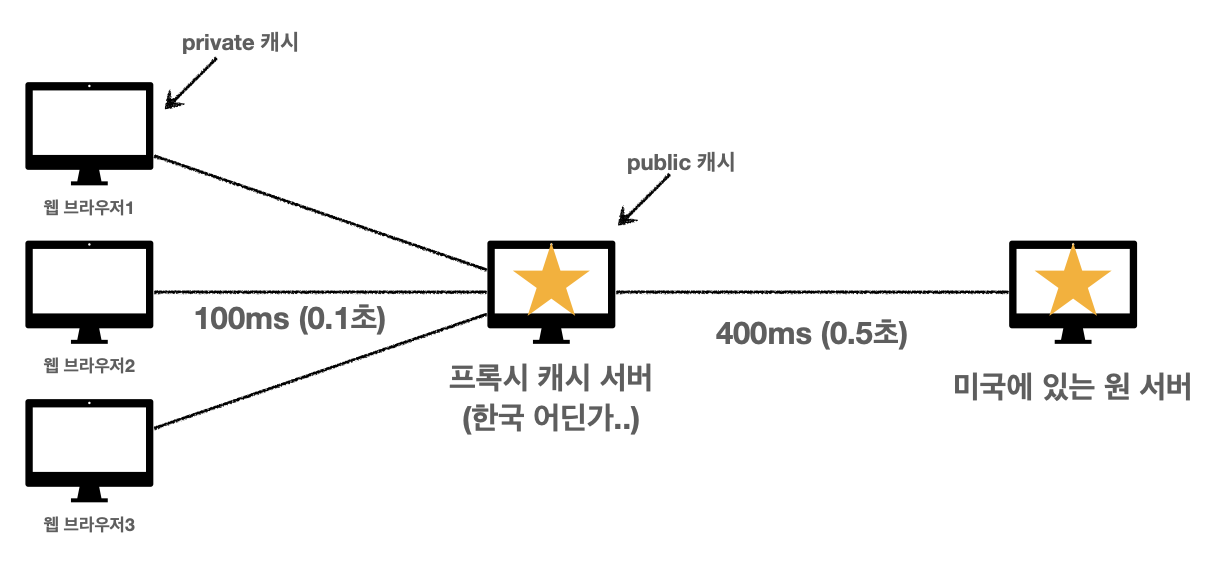 private 캐시
public 캐시
웹 브라우저1
100ms (0.1초)
400ms (0.5초)
웹 브라우저2
프록시 캐시 서버
(한국 어딘가..)
미국에 있는 원 서버
웹 브라우저3